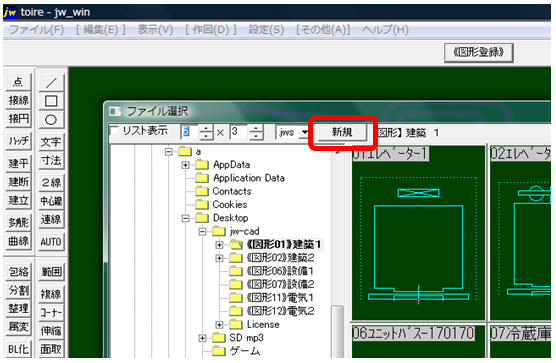 toire - jw_win
ファイル(F) [ 編集(E) ] 表示(V) [ 作図(D) ] 設定(S) [その他(A)] ヘルプ(H)
《図形登録》
点 ／
接線 □
接円 ○
ハッチ 文字
建平 寸法
建断 2線
建立 中心線
多角形 連線
曲線 AUTO
包絡 範囲
分割 複線
整理 コーナー
属変 伸縮
BL化 面取
ファイル選択
リスト表示 5 × 3 .jws 新規 図形】建築 1
a
AppData
Application Data
Contacts
Cookies
Desktop
jw-cad
《図形01》建築1
《図形02》建築2
《図形06》設備1
《図形07》設備2
《図形11》電気1
《図形12》電気2
License
SD mp3
ゲーム
01エレベーター1
02エレベータ
06ユニットバス-170170
07冷蔵庫